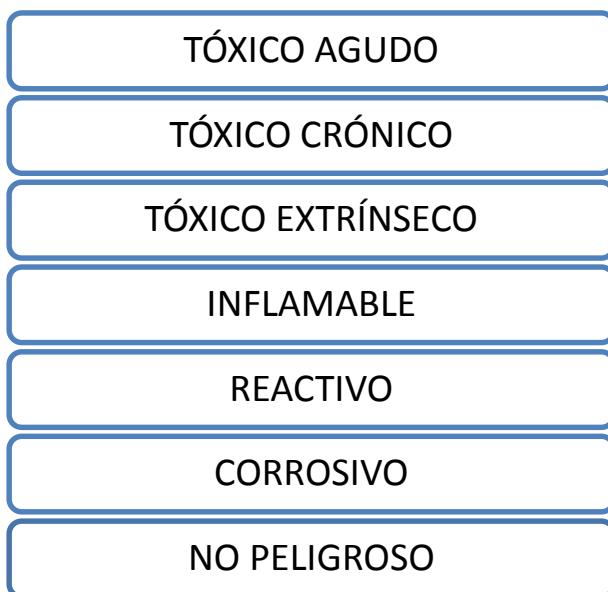 TÓXICO AGUDO
TÓXICO CRÓNICO
TÓXICO EXTRÍNSECO
INFLAMABLE
REACTIVO
CORROSIVO
NO PELIGROSO